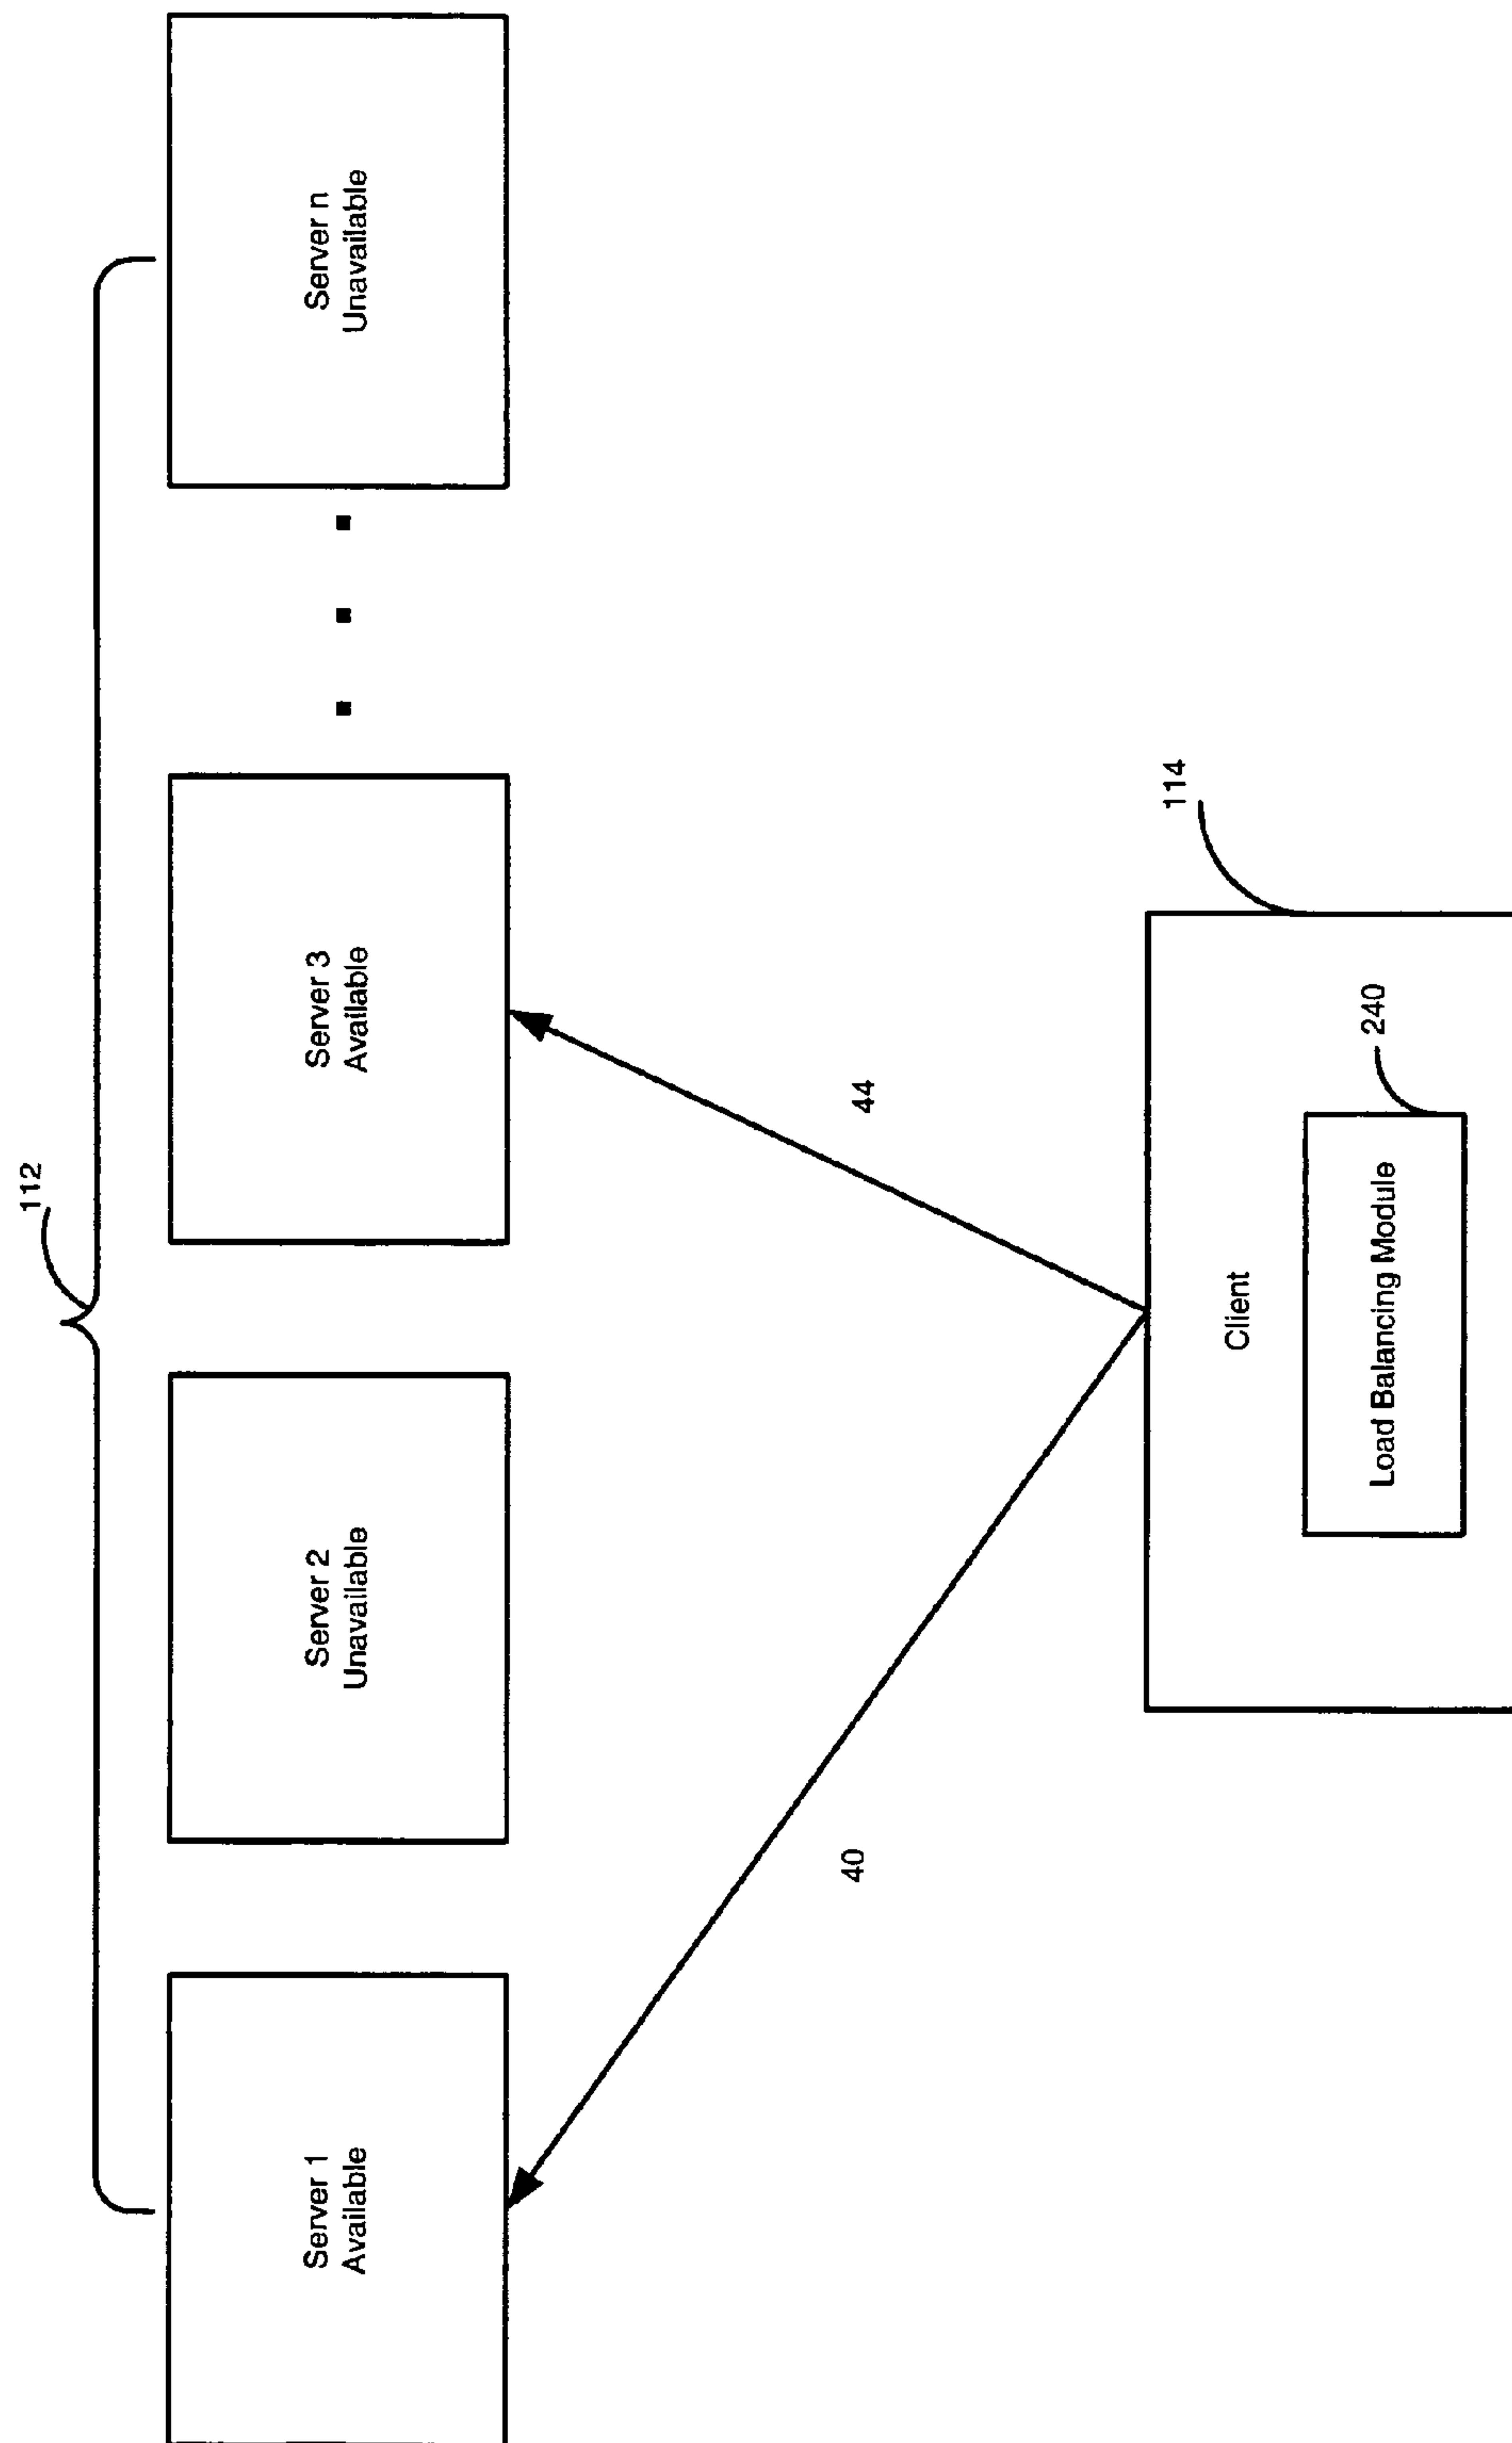 112
Server 1
Available
Server 2
Unavailable
Server 3
Available
Server n
Unavailable
40
44
114
Client
240
Load Balancing Module